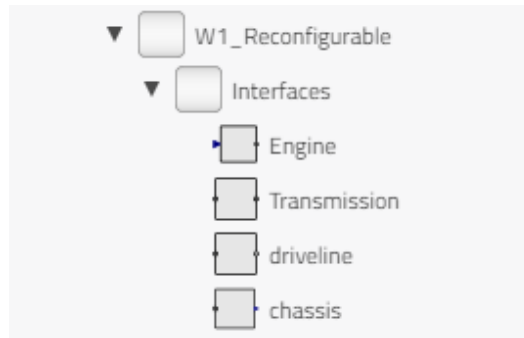 W1_Reconfigurable
Interfaces
Engine
Transmission
driveline
chassis